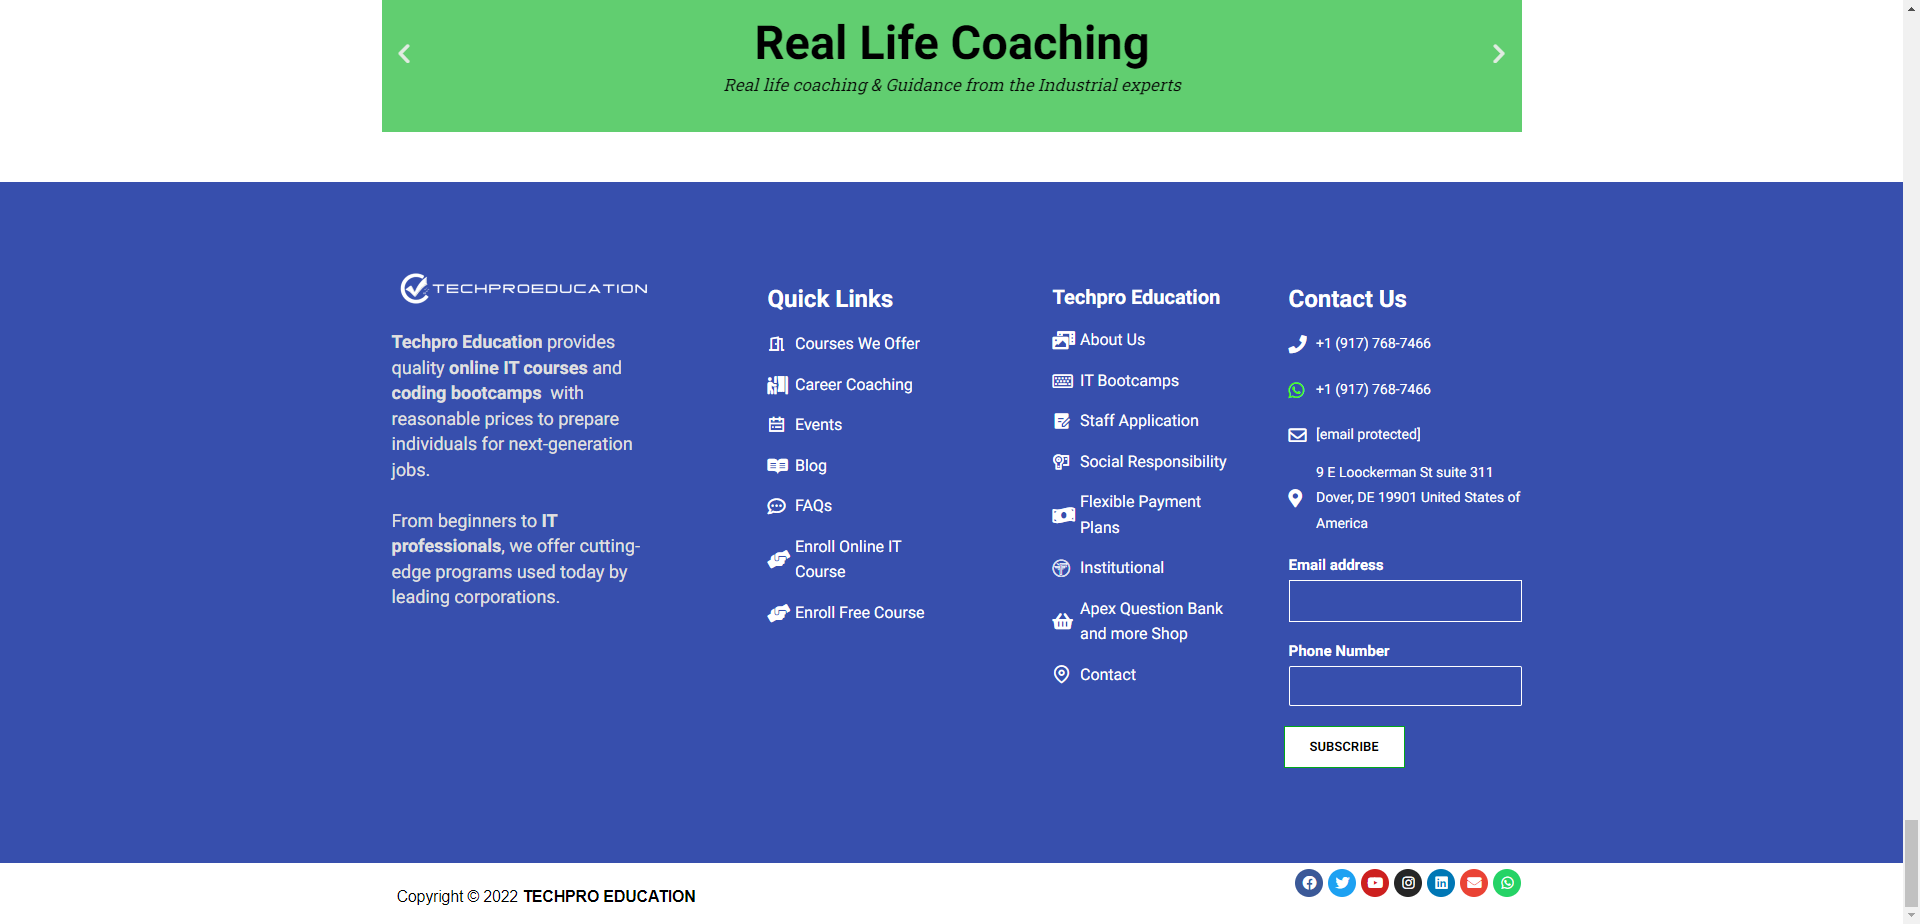 Real Life Coaching
Real life coaching & Guidance from the Industrial experts
TECHPROEDUCATION
Techpro Education provides
quality online IT courses and
coding bootcamps with
reasonable prices to prepare
individuals for next-generation
jobs.
From beginners to IT
professionals, we offer cutting-
edge programs used today by
leading corporations.
Quick Links
Courses We Offer
Career Coaching
Events
Blog
FAQs
Enroll Online IT
Course
Enroll Free Course
Techpro Education
About Us
IT Bootcamps
Staff Application
Social Responsibility
Flexible Payment
Plans
Institutional
Apex Question Bank
and more Shop
Contact
Contact Us
+1 (917) 768-7466
+1 (917) 768-7466
[email protected]
9 E Loockerman St suite 311
Dover, DE 19901 United States of
America
Email address
Phone Number
SUBSCRIBE
Copyright © 2022 TECHPRO EDUCATION